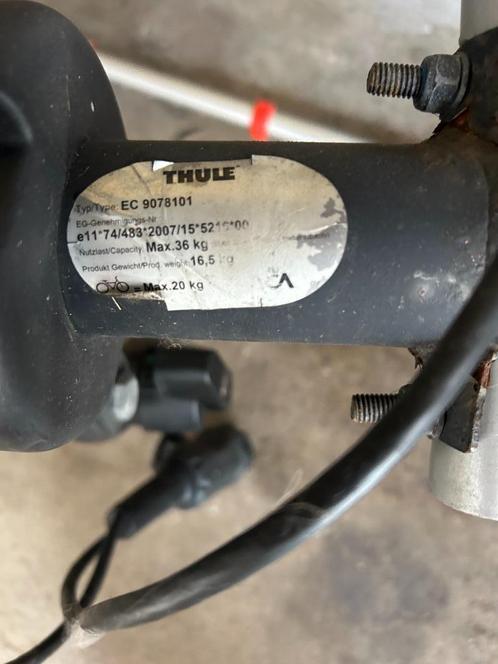 THULE
Typ/Type: EC 9078101
EG-Genehmigungs-Nr
e11*74/483*2007/15*5215*00
Nutzlast/Capacity: Max.36 kg
Produkt Gewicht/Prod. weight: 16,5 kg
= Max.20 kg